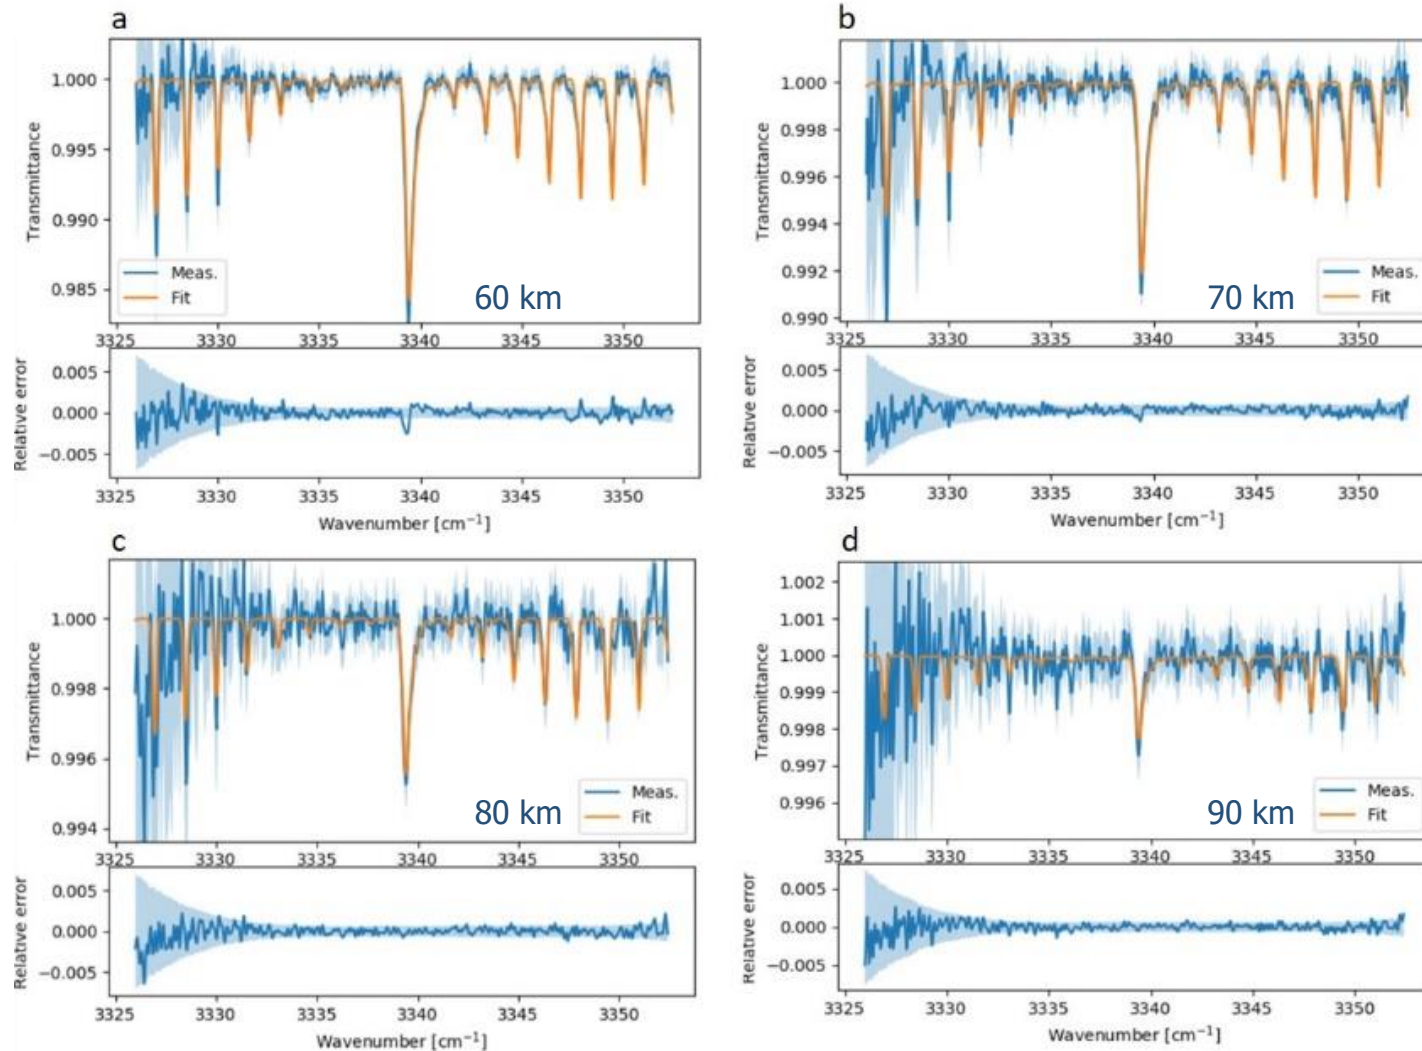 a
1.000
0.995
0.990
0.985
Transmittance
Meas.
Fit
60 km
3325 3330 3335 3340 3345 3350
0.005
0.000
−0.005
Relative error
3325 3330 3335 3340 3345 3350
Wavenumber [cm⁻¹]
b
1.000
0.998
0.996
0.994
0.992
0.990
Transmittance
70 km
Meas.
Fit
3325 3330 3335 3340 3345 3350
0.005
0.000
−0.005
Relative error
3325 3330 3335 3340 3345 3350
Wavenumber [cm⁻¹]
c
1.000
0.998
0.996
0.994
Transmittance
80 km
Meas.
Fit
3325 3330 3335 3340 3345 3350
0.005
0.000
−0.005
Relative error
3325 3330 3335 3340 3345 3350
Wavenumber [cm⁻¹]
d
1.002
1.001
1.000
0.999
0.998
0.997
0.996
Transmittance
90 km
Meas.
Fit
3325 3330 3335 3340 3345 3350
0.005
0.000
−0.005
Relative error
3325 3330 3335 3340 3345 3350
Wavenumber [cm⁻¹]